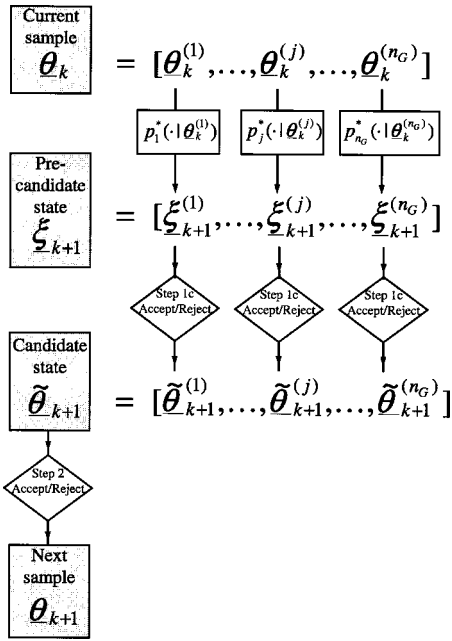 Current
sample
θ_k = [θ_k^(1),...,θ_k^(j),...,θ_k^(n_G)]
p_1^*(·|θ_k^(1)) p_j^*(·|θ_k^(j)) p_{n_G}^*(·|θ_k^(n_G))
Pre-
candidate
state
ξ_{k+1} = [ξ_{k+1}^(1),...,ξ_{k+1}^(j),...,ξ_{k+1}^(n_G)]
Step 1c Step 1c Step 1c
Accept/Reject Accept/Reject Accept/Reject
Candidate
state
θ̃_{k+1} = [θ̃_{k+1}^(1),...,θ̃_{k+1}^(j),...,θ̃_{k+1}^(n_G)]
Step 2
Accept/Reject
Next
sample
θ_{k+1}